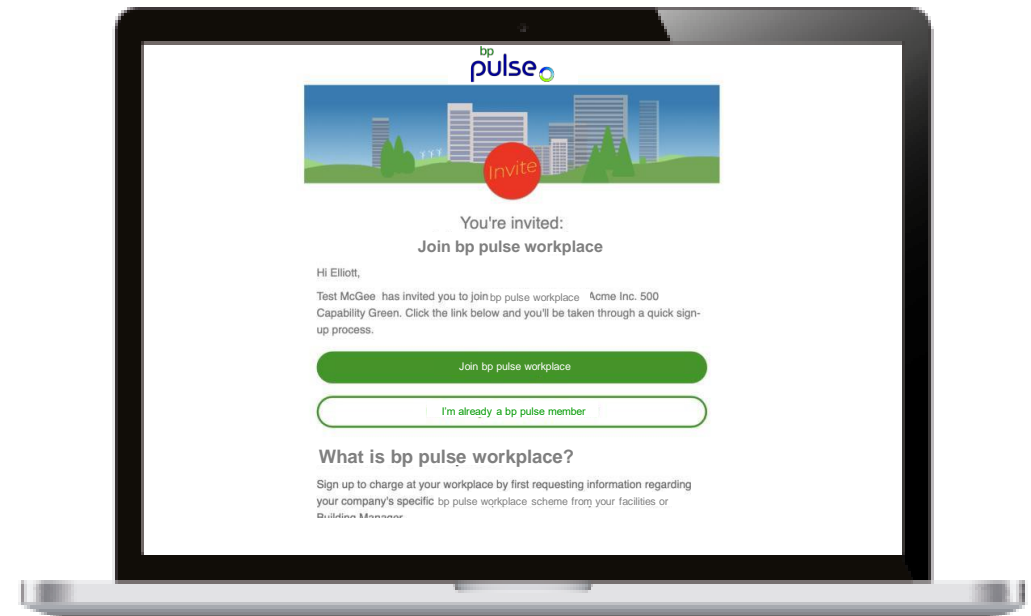 bp
pulse
Invite
You're invited:
Join bp pulse workplace
Hi Elliott,
Test McGee has invited you to join bp pulse workplace Acme Inc. 500
Capability Green. Click the link below and you'll be taken through a quick sign-
up process.
Join bp pulse workplace
I'm already a bp pulse member
What is bp pulse workplace?
Sign up to charge at your workplace by first requesting information regarding
your company's specific bp pulse workplace scheme from your facilities or
Building Manager